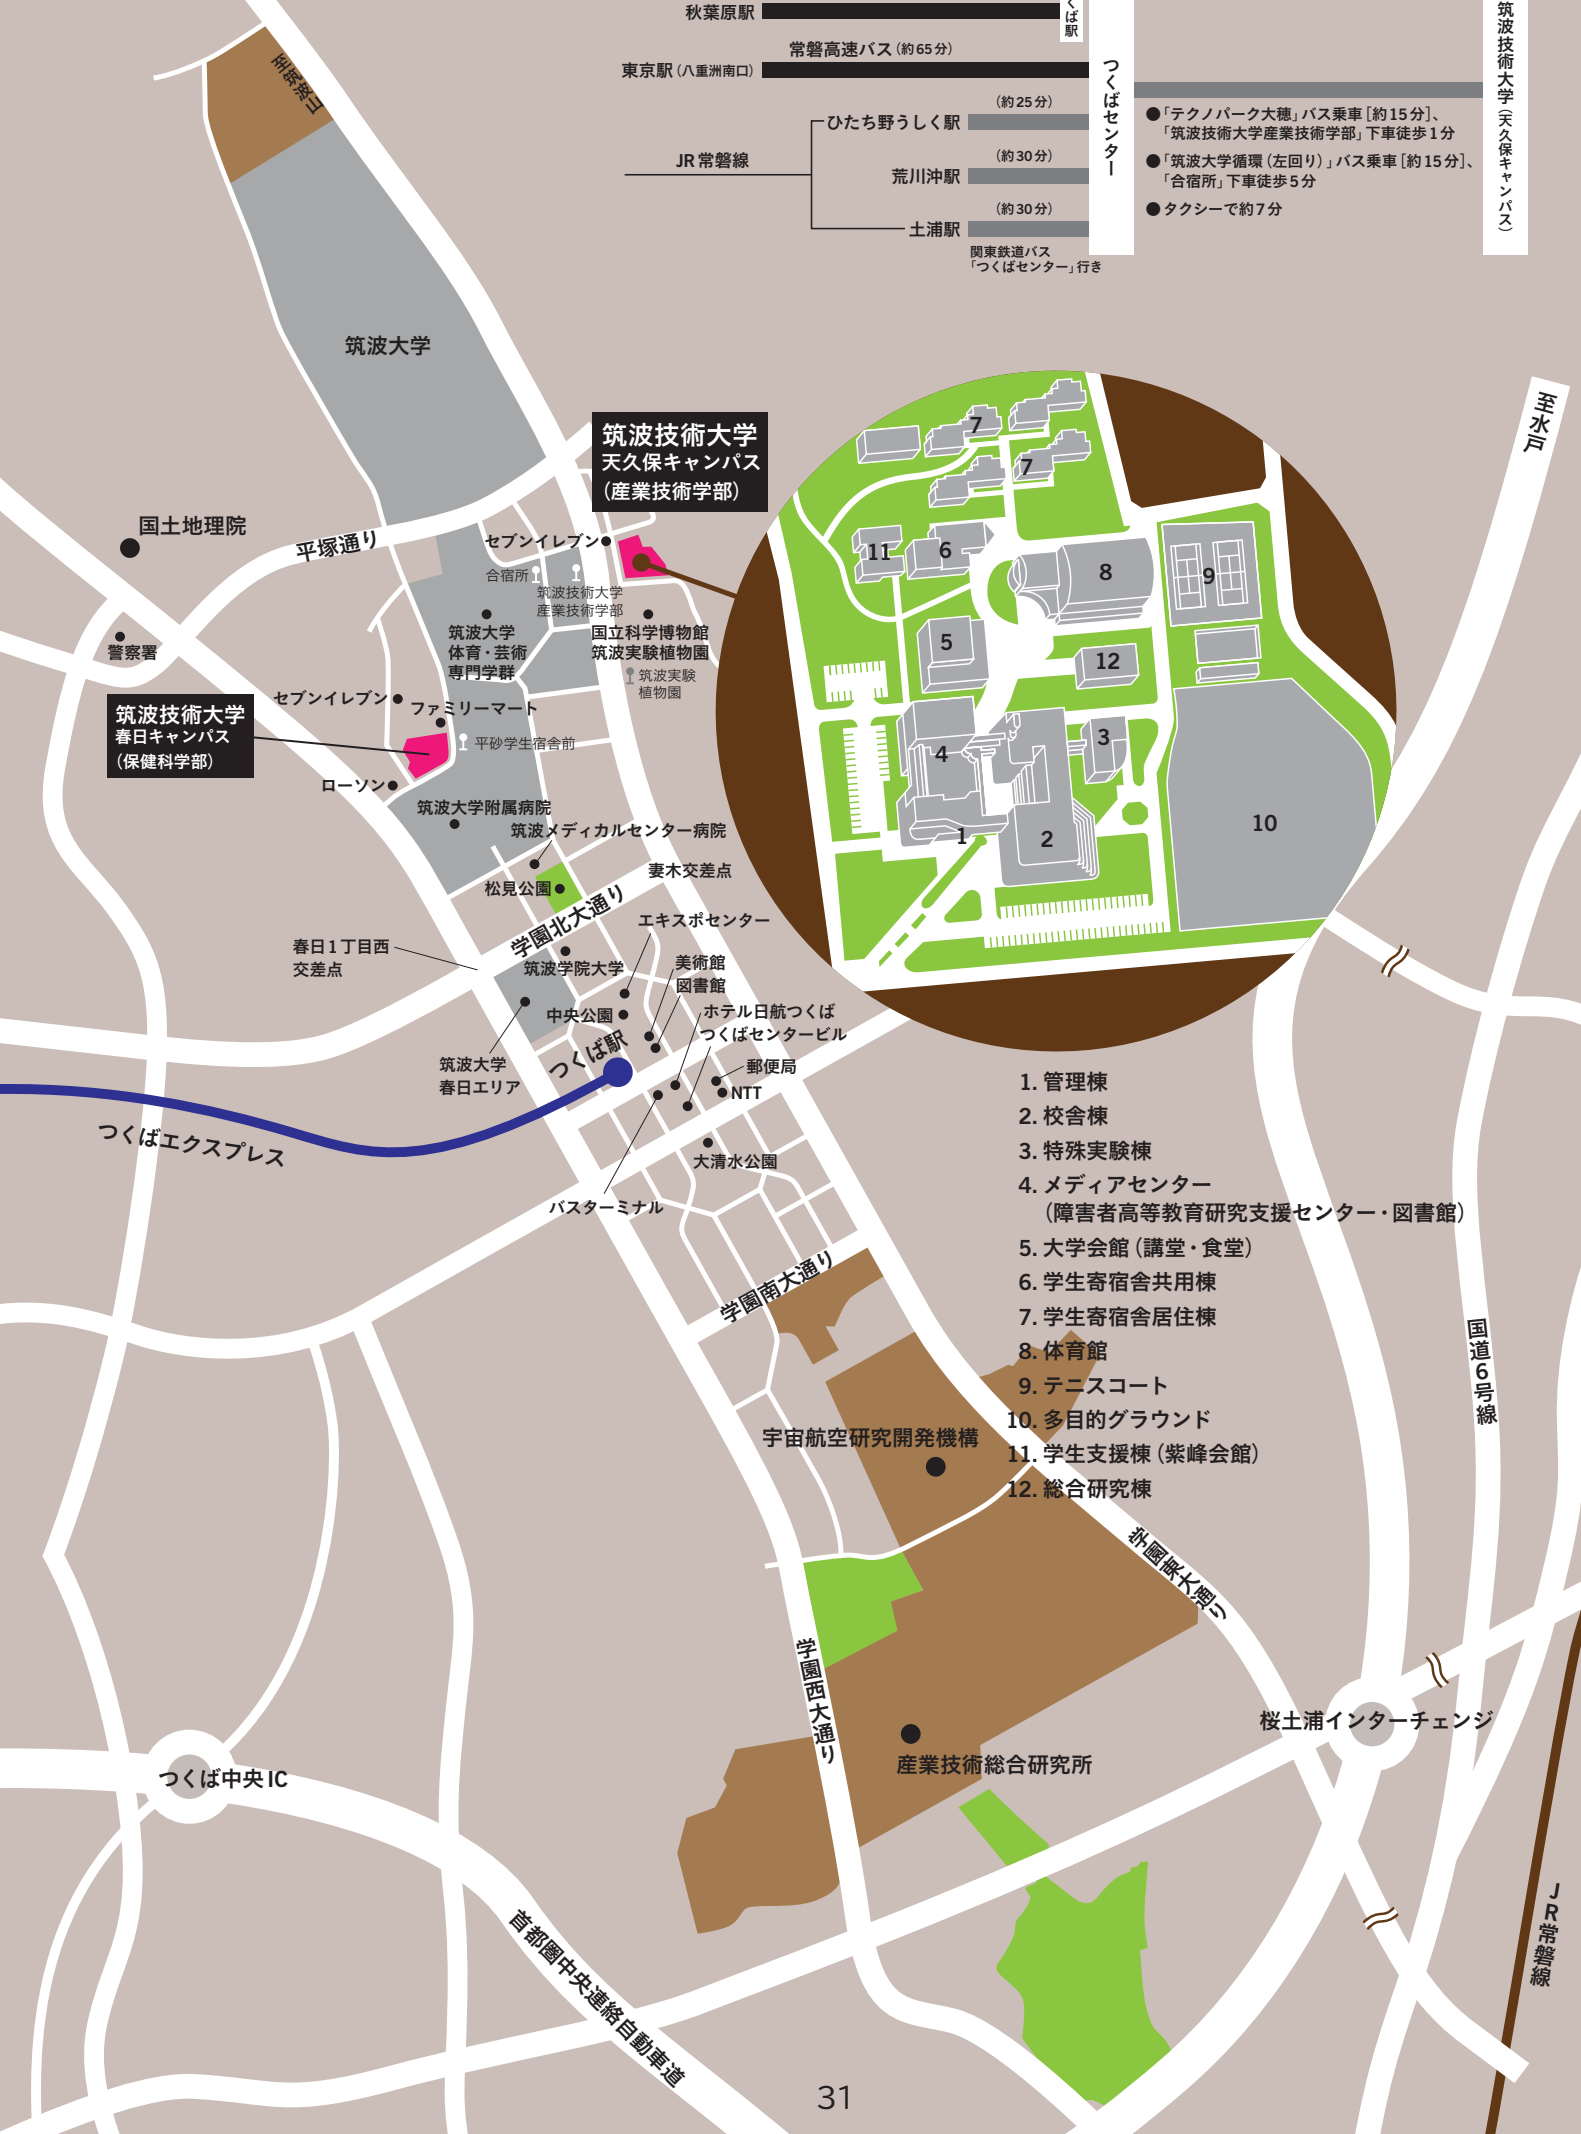 秋葉原駅
くば駅
常磐高速バス（約65分）
東京駅（八重洲南口）
つくばセンター
筑波技術大学（天久保キャンパス）
（約25分）
ひたち野うしく駅
JR常磐線
（約30分）
荒川沖駅
（約30分）
土浦駅
関東鉄道バス
「つくばセンター」行き
●「テクノパーク大穂」バス乗車［約15分］、
「筑波技術大学産業技術学部」下車徒歩1分
●「筑波大学循環（左回り）」バス乗車［約15分］、
「合宿所」下車徒歩5分
●タクシーで約7分
至筑波山
筑波大学
筑波技術大学
天久保キャンパス
（産業技術学部）
至水戸
国土地理院
平塚通り
セブンイレブン
合宿所
筑波技術大学
産業技術学部
警察署
筑波大学
体育・芸術
専門学群
国立科学博物館
筑波実験植物園
筑波実験
植物園
セブンイレブン
ファミリーマート
筑波技術大学
春日キャンパス
（保健科学部）
平砂学生宿舎前
ローソン
筑波大学附属病院
筑波メディカルセンター病院
妻木交差点
松見公園
学園北大通り
エキスポセンター
春日1丁目西
交差点
筑波学院大学
美術館
図書館
中央公園
ホテル日航つくば
つくばセンタービル
つくば駅
筑波大学
春日エリア
郵便局
NTT
つくばエクスプレス
大清水公園
バスターミナル
学園南大通り
7
7
11
6
8
9
5
12
4
3
1
2
10
1. 管理棟
2. 校舎棟
3. 特殊実験棟
4. メディアセンター
（障害者高等教育研究支援センター・図書館）
5. 大学会館（講堂・食堂）
6. 学生寄宿舎共用棟
7. 学生寄宿舎居住棟
8. 体育館
9. テニスコート
10. 多目的グラウンド
11. 学生支援棟（紫峰会館）
12. 総合研究棟
国道6号線
宇宙航空研究開発機構
学園東大通り
学園西大通り
桜土浦インターチェンジ
産業技術総合研究所
つくば中央IC
首都圏中央連絡自動車道
JR常磐線
31